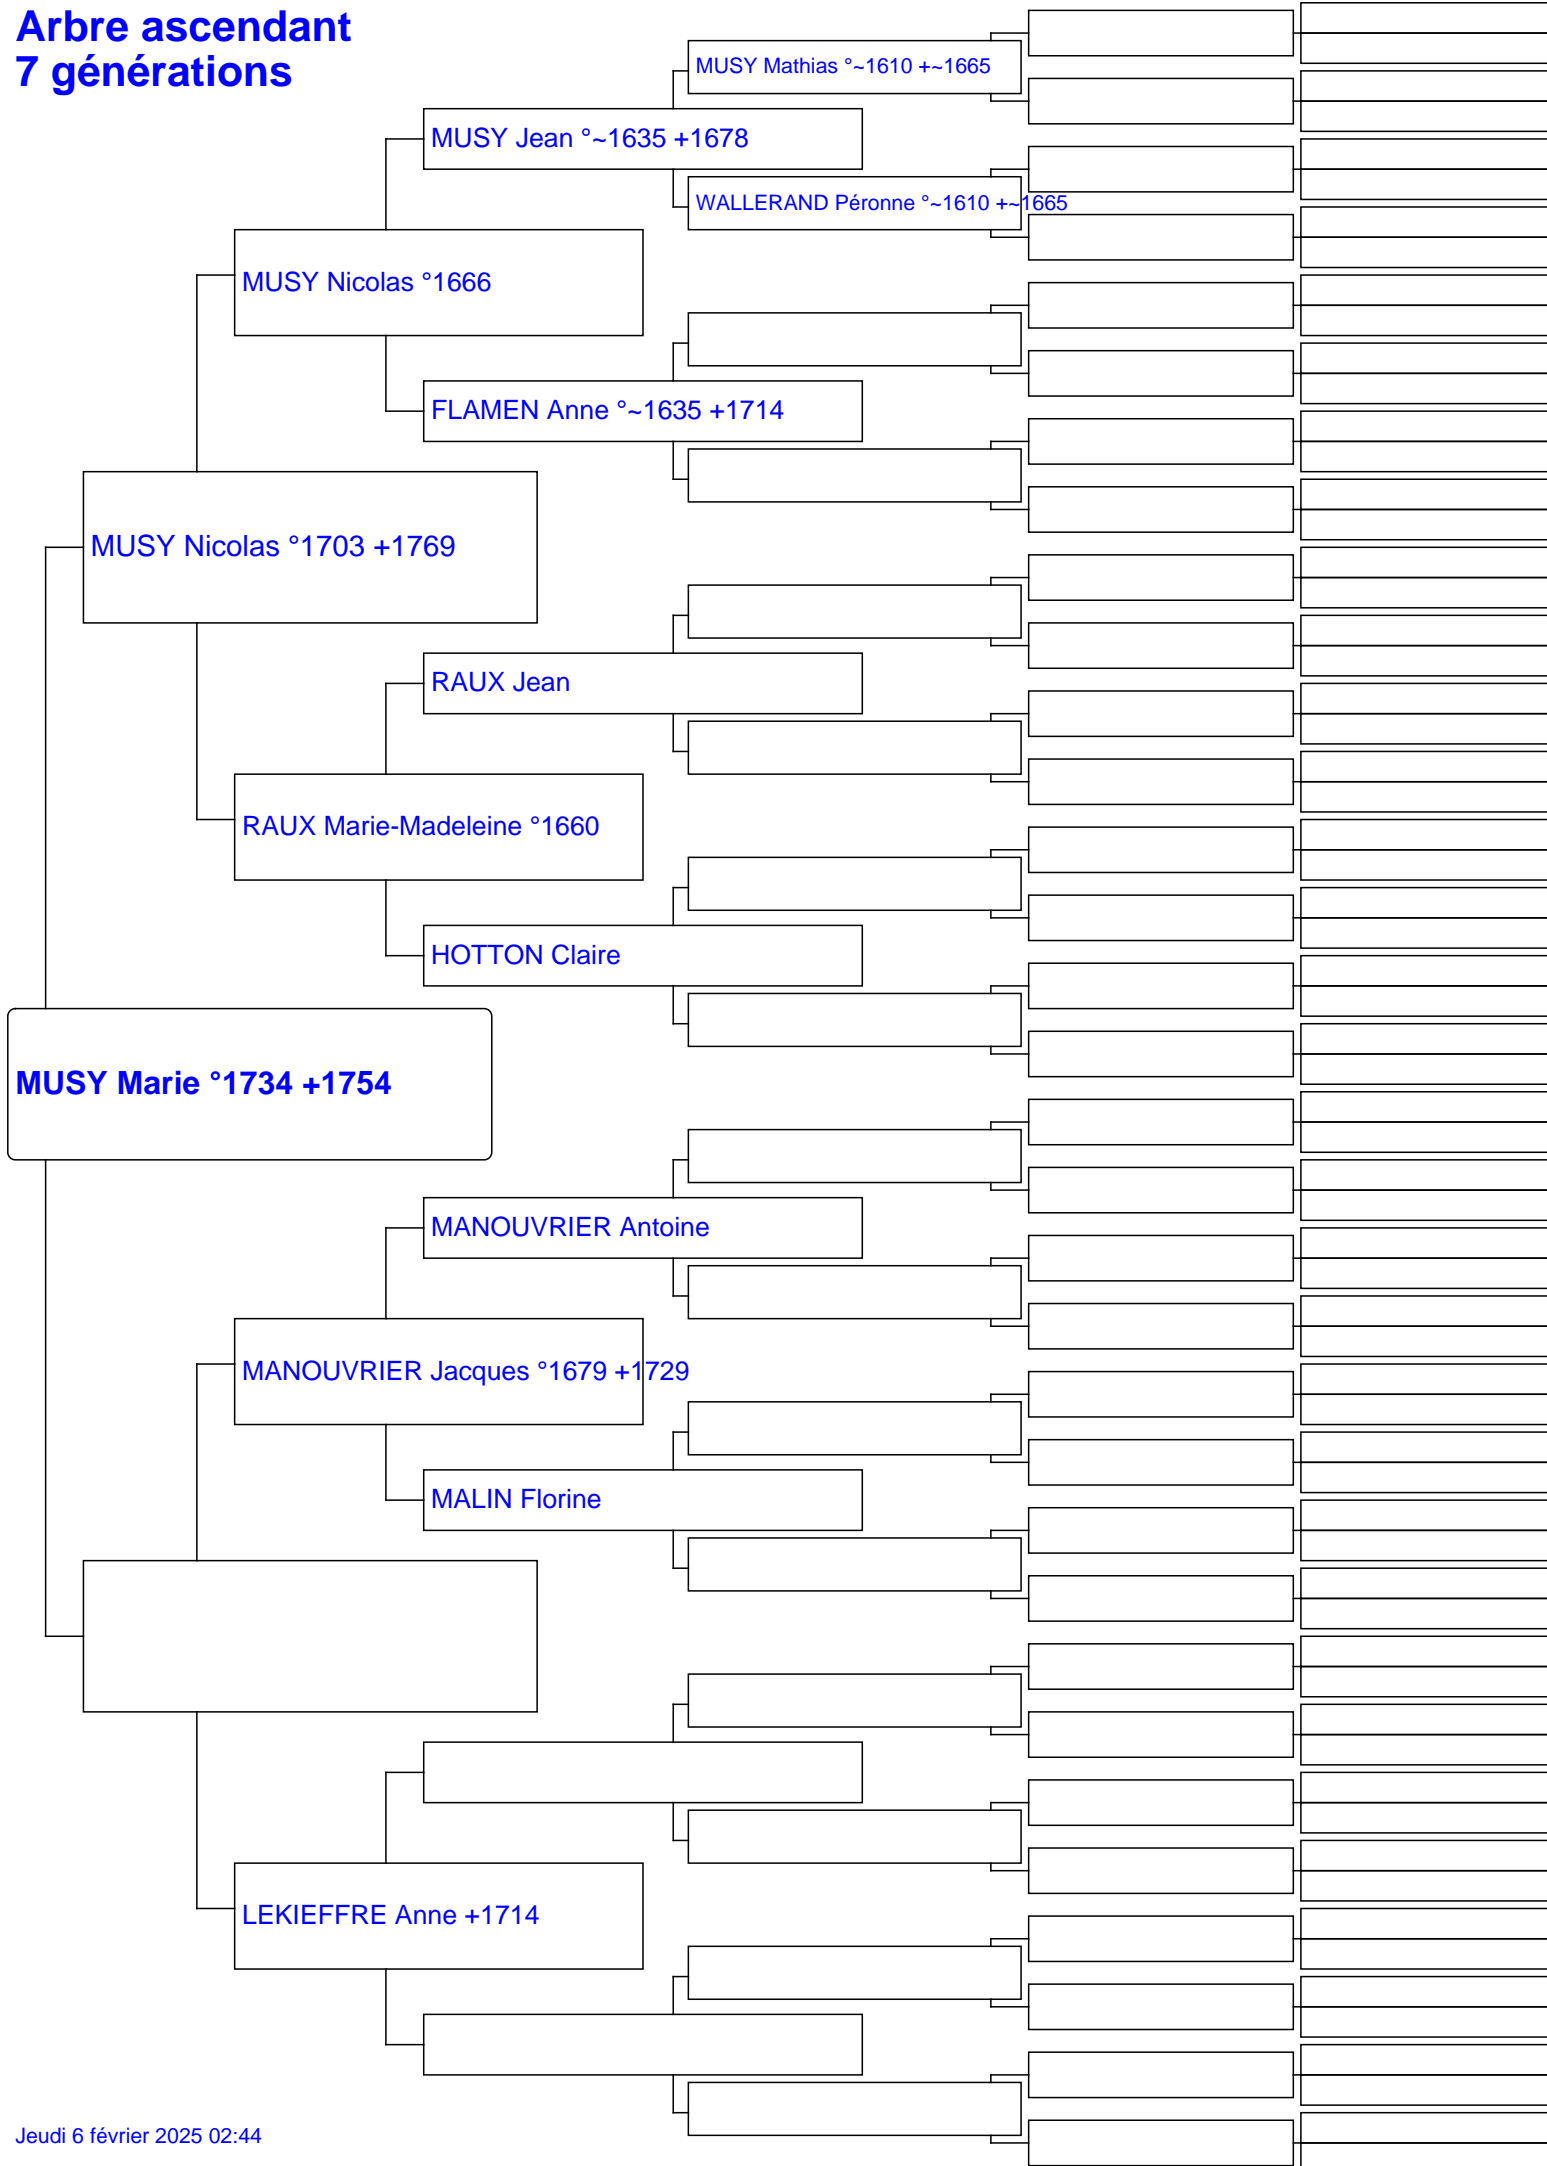 Arbre ascendant
7 générations
MUSY Mathias °~1610 +~1665
MUSY Jean °~1635 +1678
WALLERAND Péronne °~1610 +~1665
MUSY Nicolas °1666
FLAMEN Anne °~1635 +1714
MUSY Nicolas °1703 +1769
RAUX Jean
RAUX Marie-Madeleine °1660
HOTTON Claire
MUSY Marie °1734 +1754
MANOUVRIER Antoine
MANOUVRIER Jacques °1679 +1729
MALIN Florine
LEKIEFFRE Anne +1714
Jeudi 6 février 2025 02:44